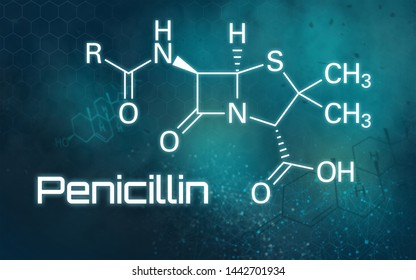 H
H
R
N
S
CH3
CH3
O
N
O
OH
O
Penicillin
shutterstock.com · 1442701934